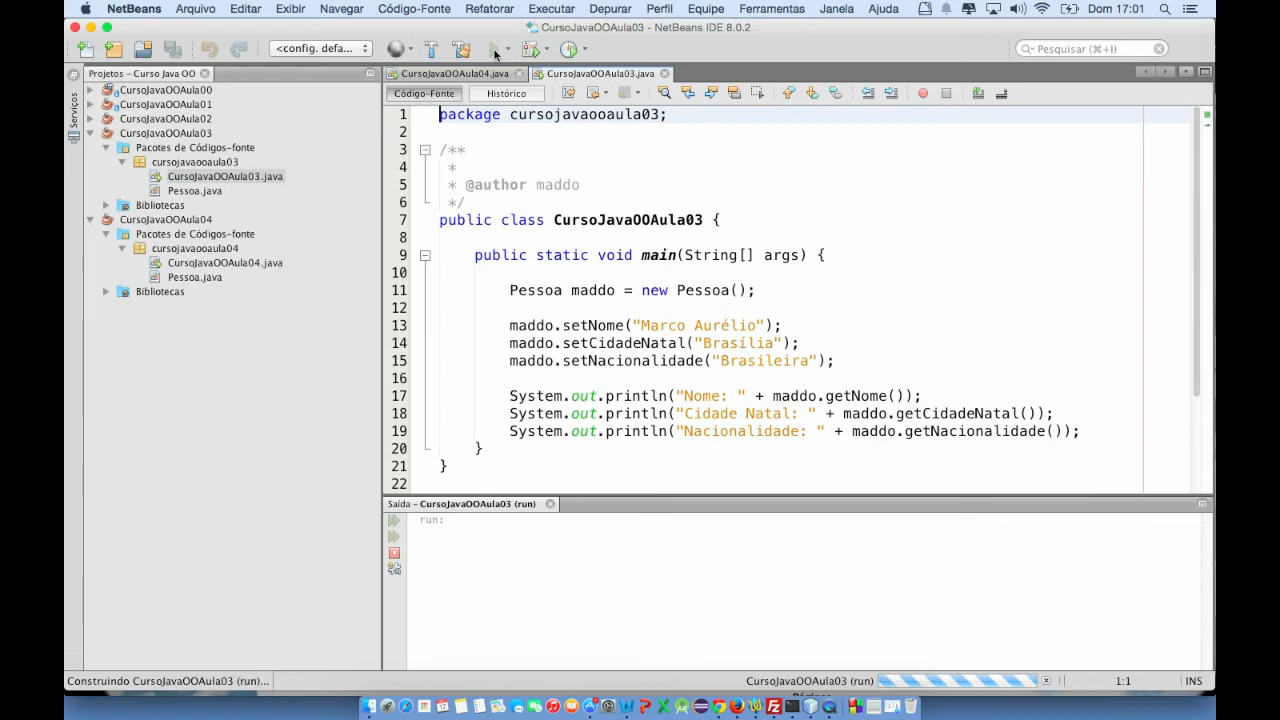 NetBeans Arquivo Editar Exibir Navegar Código-Fonte Refatorar Executar Depurar Perfil Equipe Ferramentas Janela Ajuda Dom 17:01
CursoJavaOOAula03 - NetBeans IDE 8.0.2
<config. defa... Pesquisar (⌘+I)
Projetos - Curso Java OO
CursoJavaOOAula04.java CursoJavaOOAula03.java
Serviços
CursoJavaOOAula00
CursoJavaOOAula01
CursoJavaOOAula02
CursoJavaOOAula03
Pacotes de Códigos-fonte
cursojavaooaula03
CursoJavaOOAula03.java
Pessoa.java
Bibliotecas
CursoJavaOOAula04
Pacotes de Códigos-fonte
cursojavaooaula04
CursoJavaOOAula04.java
Pessoa.java
Bibliotecas
Código-Fonte Histórico
1 package cursojavaooaula03;
2
3 /**
4 *
5 * @author maddo
6 */
7 public class CursoJavaOOAula03 {
8
9 public static void main(String[] args) {
10
11 Pessoa maddo = new Pessoa();
12
13 maddo.setNome("Marco Aurélio");
14 maddo.setCidadeNatal("Brasília");
15 maddo.setNacionalidade("Brasileira");
16
17 System.out.println("Nome: " + maddo.getNome());
18 System.out.println("Cidade Natal: " + maddo.getCidadeNatal());
19 System.out.println("Nacionalidade: " + maddo.getNacionalidade());
20 }
21 }
22
Saída - CursoJavaOOAula03 (run)
run:
Construindo CursoJavaOOAula03 (run)... CursoJavaOOAula03 (run) 1:1 INS